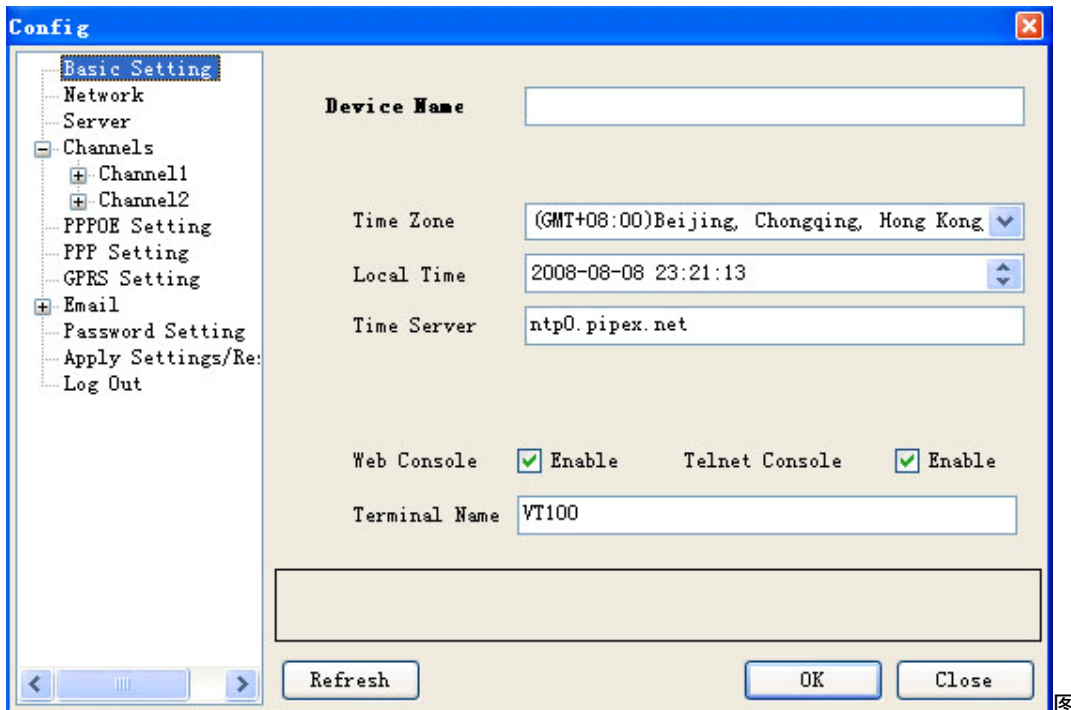 Config
Basic Setting
Network
Server
Channels
Channel1
Channel2
PPPOE Setting
PPP Setting
GPRS Setting
Email
Password Setting
Apply Settings/Re
Log Out
Device Name
Time Zone (GMT+08:00)Beijing, Chongqing, Hong Kong
Local Time 2008-08-08 23:21:13
Time Server ntp0.pipex.net
Web Console Enable Telnet Console Enable
Terminal Name VT100
Refresh OK Close
图